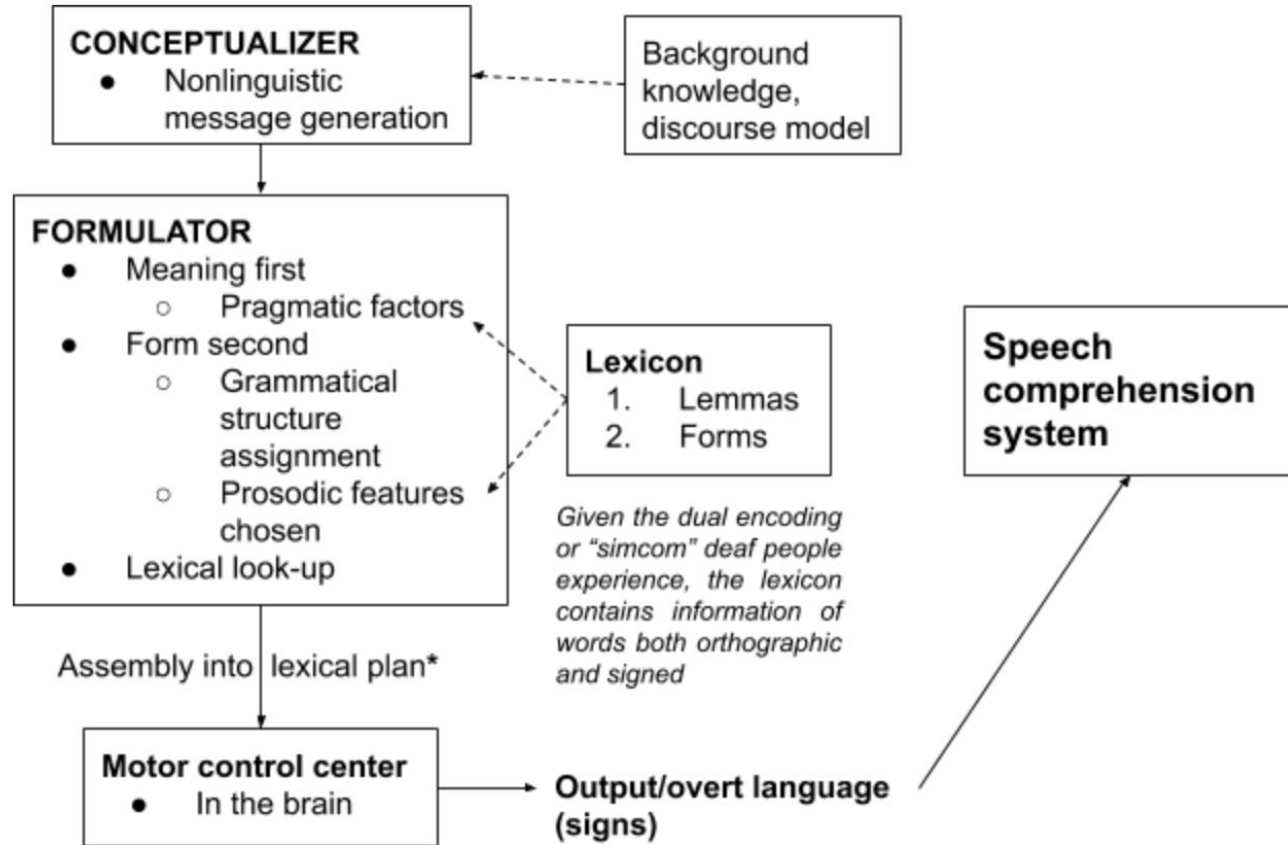 CONCEPTUALIZER
● Nonlinguistic
message generation
Background
knowledge,
discourse model
FORMULATOR
● Meaning first
○ Pragmatic factors
● Form second
○ Grammatical
structure
assignment
○ Prosodic features
chosen
● Lexical look-up
Lexicon
1. Lemmas
2. Forms
Given the dual encoding
or “simcom” deaf people
experience, the lexicon
contains information of
words both orthographic
and signed
Speech
comprehension
system
Assembly into lexical plan*
Motor control center
● In the brain
Output/overt language
(signs)